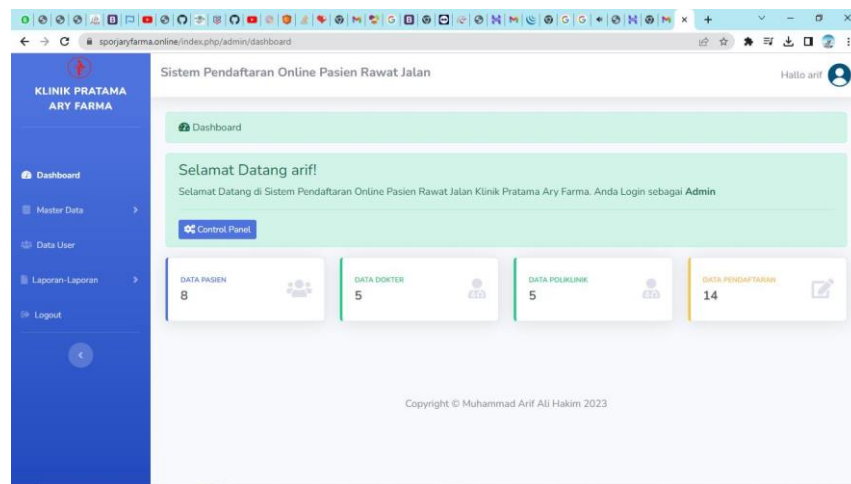 sporjaryfarma.online/index.php/admin/dashboard
KLINIK PRATAMA
ARY FARMA
Sistem Pendaftaran Online Pasien Rawat Jalan
Hallo arif
Dashboard
Dashboard
Master Data
Data User
Laporan-Laporan
Logout
Selamat Datang arif!
Selamat Datang di Sistem Pendaftaran Online Pasien Rawat Jalan Klinik Pratama Ary Farma. Anda Login sebagai Admin
Control Panel
DATA PASIEN
8
DATA DOKTER
5
DATA POLIKLINIK
5
DATA PENDAFTARAN
14
Copyright © Muhammad Arif Ali Hakim 2023